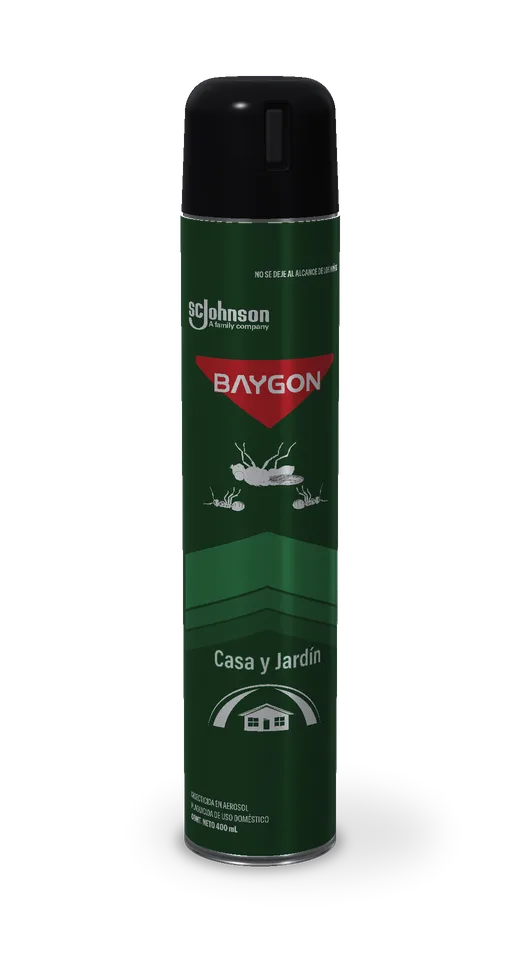 NO SE DEJE AL ALCANCE DE LOS NIÑOS
SCJohnson
A family company
BAYGON
Casa y Jardín
INSECTICIDA EN AEROSOL
PLAGUICIDA DE USO DOMÉSTICO
CONT. NETO 400 mL